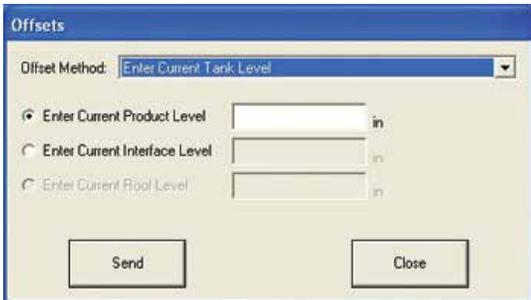 Offsets
Offset Method: Enter Current Tank Level
Enter Current Product Level in
Enter Current Interface Level in
Enter Current Roof Level in
Send Close